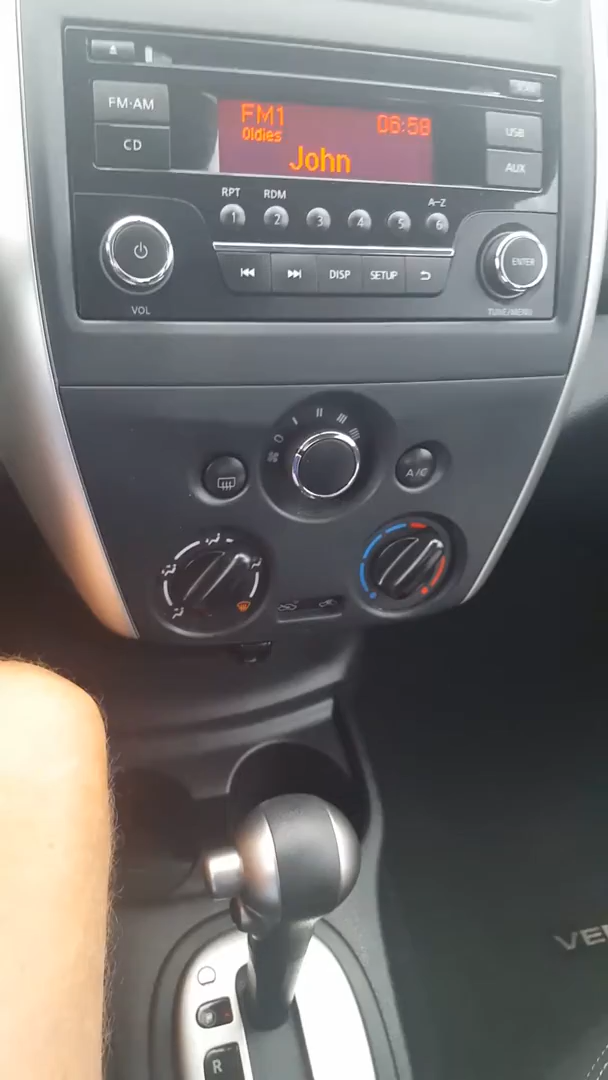 SCAN
FM·AM
CD
FM1
Oldies
John
06:58
USB
AUX
RPT
RDM
A-Z
1
2
3
4
5
6
DISP
SETUP
ENTER
VOL
TUNE/MENU
A/C
P
R